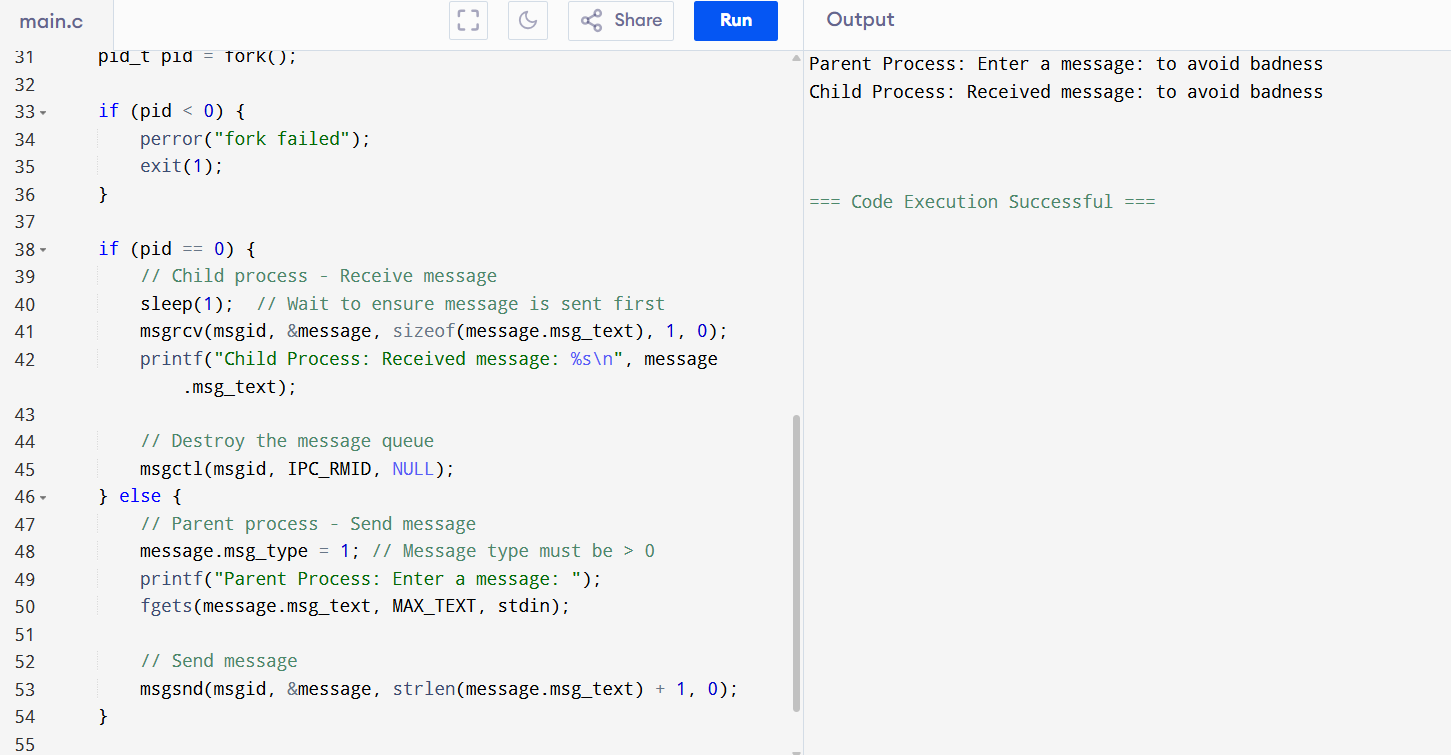 main.c
Share
Run
Output
31 pid_t pid = fork();
32
33 if (pid < 0) {
34 perror("fork failed");
35 exit(1);
36 }
37
38 if (pid == 0) {
39 // Child process - Receive message
40 sleep(1);  // Wait to ensure message is sent first
41 msgrcv(msgid, &message, sizeof(message.msg_text), 1, 0);
42 printf("Child Process: Received message: %s\n", message
.msg_text);
43
44 // Destroy the message queue
45 msgctl(msgid, IPC_RMID, NULL);
46 } else {
47 // Parent process - Send message
48 message.msg_type = 1; // Message type must be > 0
49 printf("Parent Process: Enter a message: ");
50 fgets(message.msg_text, MAX_TEXT, stdin);
51
52 // Send message
53 msgsnd(msgid, &message, strlen(message.msg_text) + 1, 0);
54 }
55
Parent Process: Enter a message: to avoid badness
Child Process: Received message: to avoid badness
=== Code Execution Successful ===